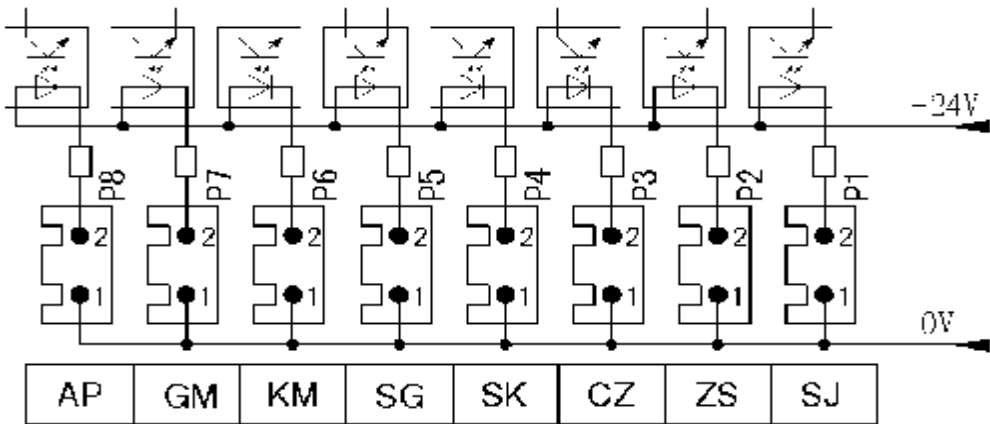 -24V
P8 P7 P6 P5 P4 P3 P2 P1
2 2 2 2 2 2 2 2
1 1 1 1 1 1 1 1
0V
AP GM KM SG SK CZ ZS SJ